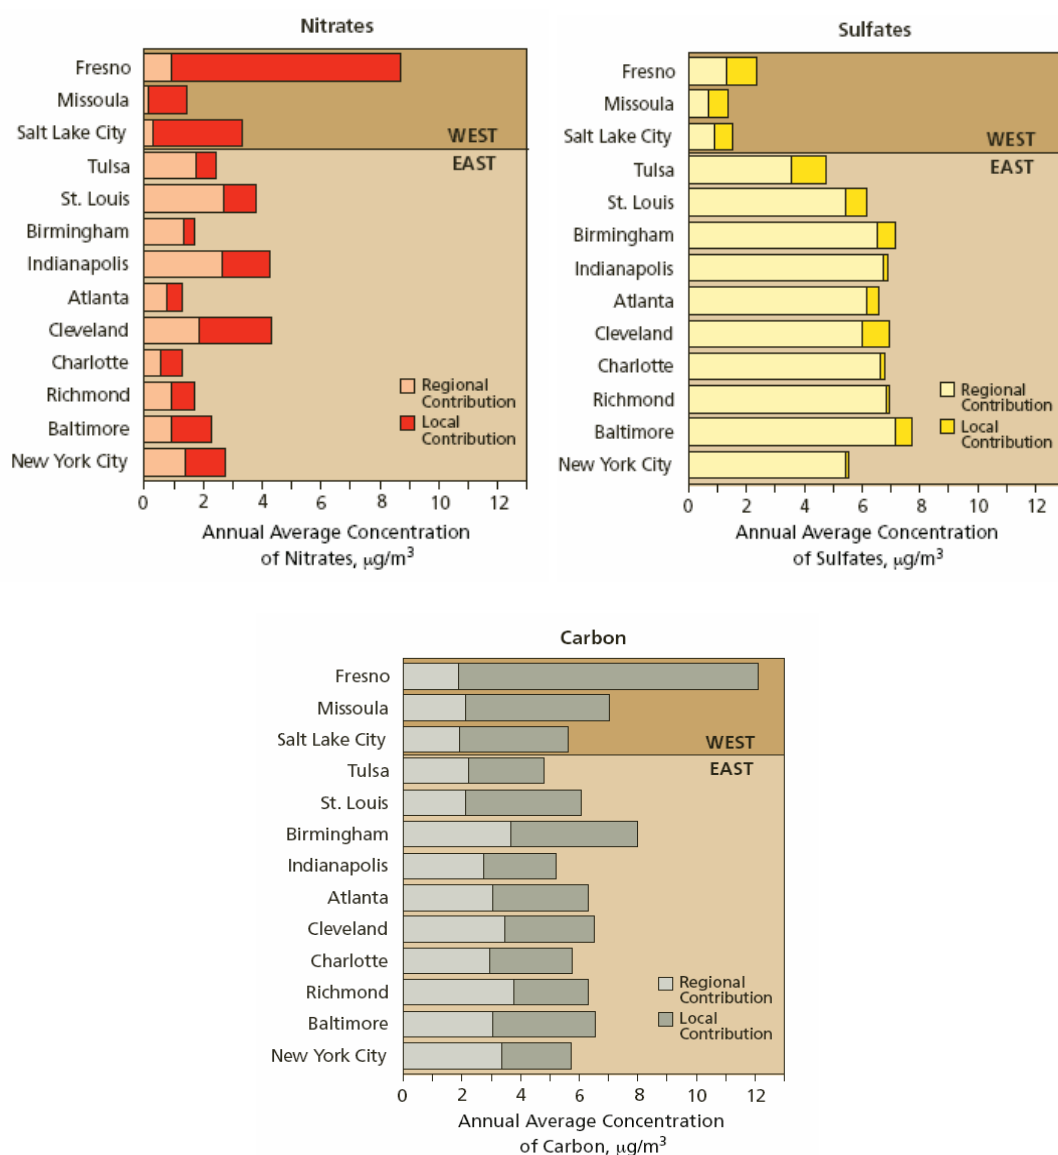 Nitrates
Fresno
Missoula
Salt Lake City
WEST
EAST
Tulsa
St. Louis
Birmingham
Indianapolis
Atlanta
Cleveland
Charlotte
Richmond
Baltimore
New York City
Regional
Contribution
Local
Contribution
0 2 4 6 8 10 12
Annual Average Concentration
of Nitrates, µg/m³
Sulfates
Fresno
Missoula
Salt Lake City
WEST
EAST
Tulsa
St. Louis
Birmingham
Indianapolis
Atlanta
Cleveland
Charlotte
Richmond
Baltimore
New York City
Regional
Contribution
Local
Contribution
0 2 4 6 8 10 12
Annual Average Concentration
of Sulfates, µg/m³
Carbon
Fresno
Missoula
Salt Lake City
WEST
EAST
Tulsa
St. Louis
Birmingham
Indianapolis
Atlanta
Cleveland
Charlotte
Richmond
Baltimore
New York City
Regional
Contribution
Local
Contribution
0 2 4 6 8 10 12
Annual Average Concentration
of Carbon, µg/m³